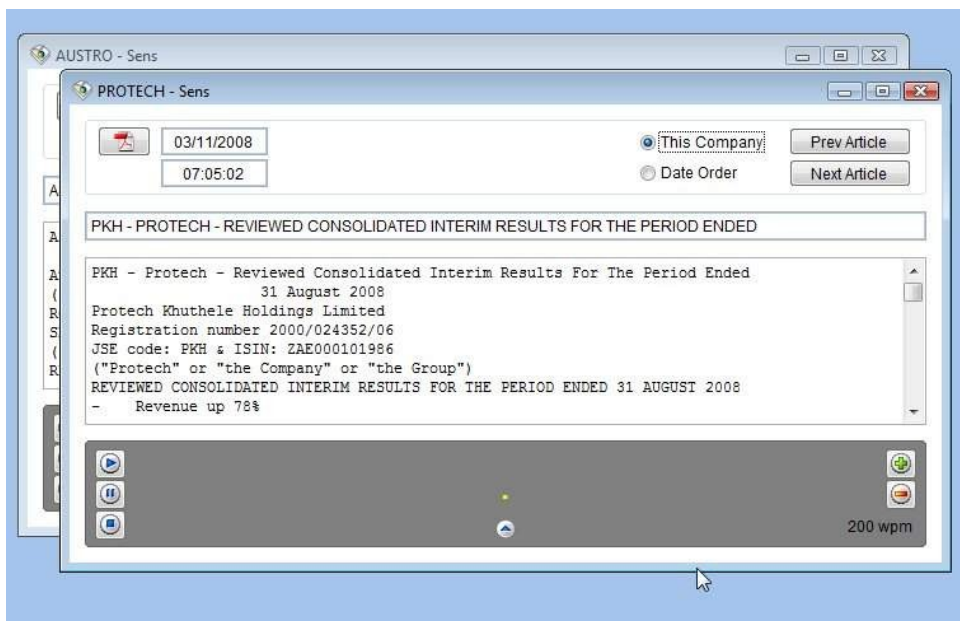 AUSTRO - Sens
PROTECH - Sens
03/11/2008
This Company
Prev Article
07:05:02
Date Order
Next Article
PKH - PROTECH - REVIEWED CONSOLIDATED INTERIM RESULTS FOR THE PERIOD ENDED
PKH - Protech - Reviewed Consolidated Interim Results For The Period Ended
31 August 2008
Protech Khuthele Holdings Limited
Registration number 2000/024352/06
JSE code: PKH & ISIN: ZAE000101986
("Protech" or "the Company" or "the Group")
REVIEWED CONSOLIDATED INTERIM RESULTS FOR THE PERIOD ENDED 31 AUGUST 2008
- Revenue up 78%
200 wpm